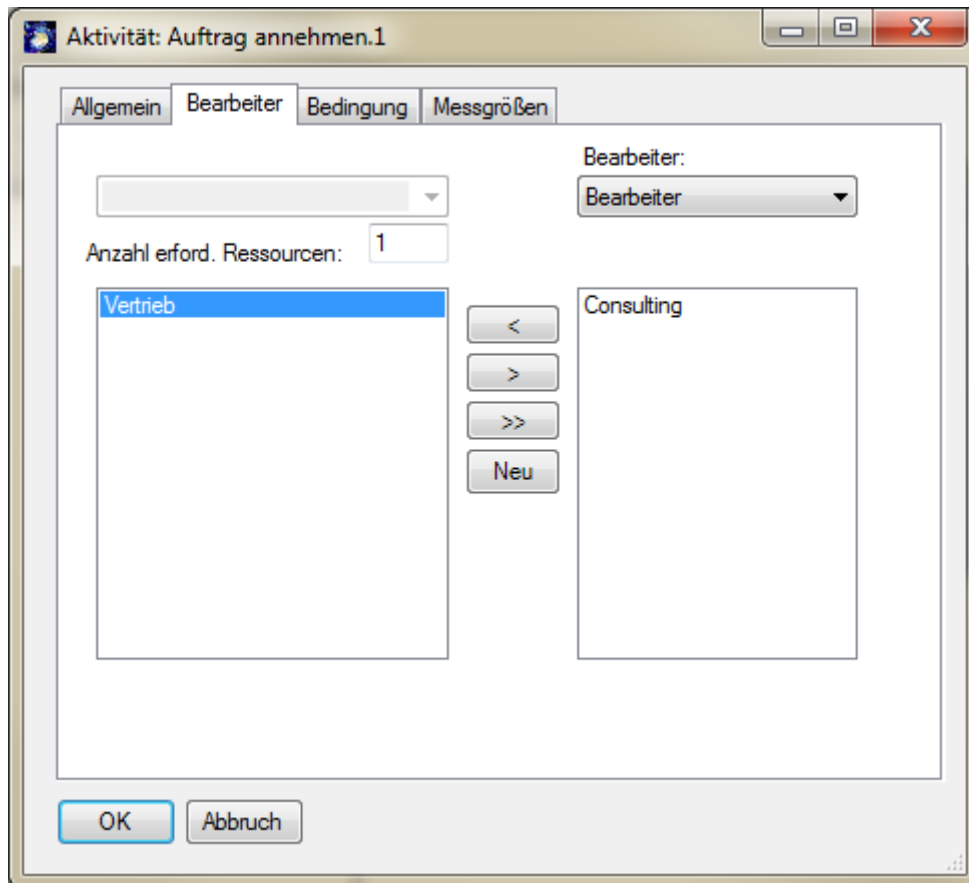 Aktivität: Auftrag annehmen.1
Allgemein Bearbeiter Bedingung Messgrößen
Bearbeiter:
Bearbeiter
Anzahl erford. Ressourcen: 1
Vertrieb
Consulting
<
>
>>
Neu
OK Abbruch